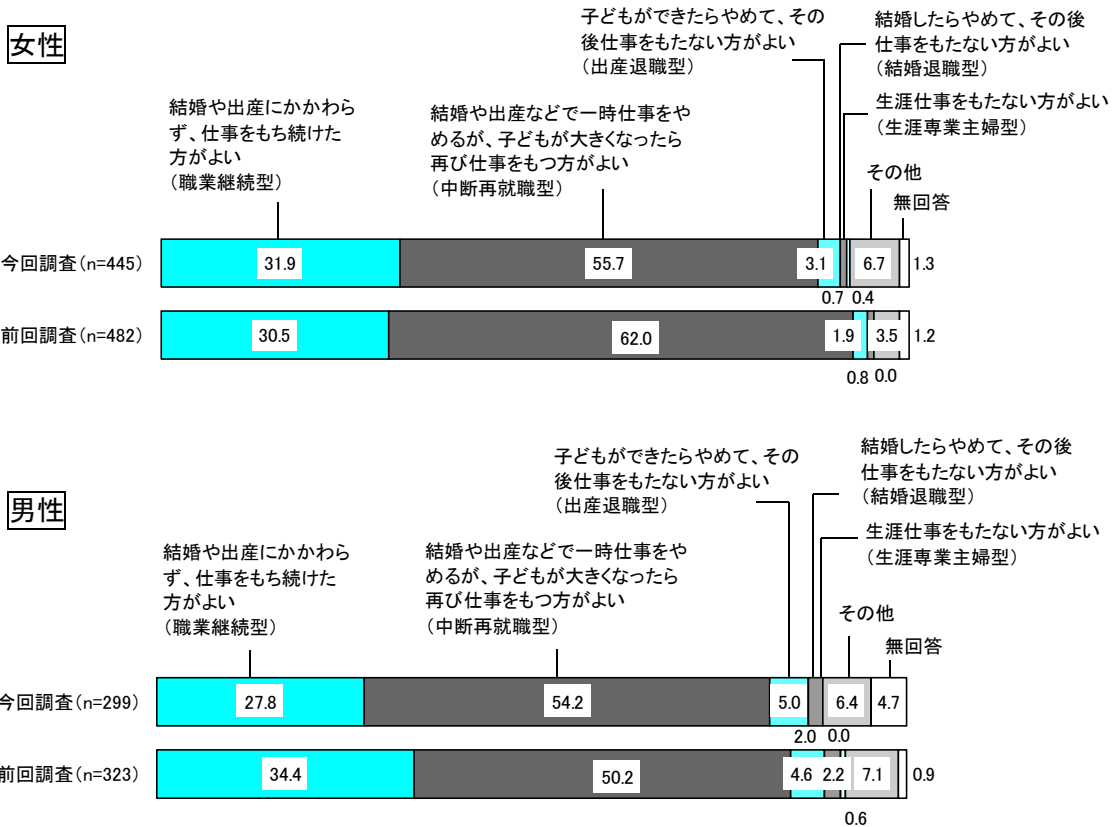 女性
子どもができたらやめて、その
後仕事をもたない方がよい
（出産退職型）
結婚したらやめて、その後
仕事をもたない方がよい
（結婚退職型）
生涯仕事をもたない方がよい
（生涯専業主婦型）
結婚や出産にかかわら
ず、仕事をもち続けた
方がよい
（職業継続型）
結婚や出産などで一時仕事をや
めるが、子どもが大きくなったら
再び仕事をもつ方がよい
（中断再就職型）
その他
無回答
今回調査（n=445） 31.9 55.7 3.1 6.7 1.3
0.7 0.4
前回調査（n=482） 30.5 62.0 1.9 3.5 1.2
0.8 0.0
男性
子どもができたらやめて、その
後仕事をもたない方がよい
（出産退職型）
結婚したらやめて、その後
仕事をもたない方がよい
（結婚退職型）
生涯仕事をもたない方がよい
（生涯専業主婦型）
結婚や出産にかかわら
ず、仕事をもち続けた
方がよい
（職業継続型）
結婚や出産などで一時仕事をや
めるが、子どもが大きくなったら
再び仕事をもつ方がよい
（中断再就職型）
その他
無回答
今回調査（n=299） 27.8 54.2 5.0 6.4 4.7
2.0 0.0
前回調査（n=323） 34.4 50.2 4.6 2.2 7.1 0.9
0.6